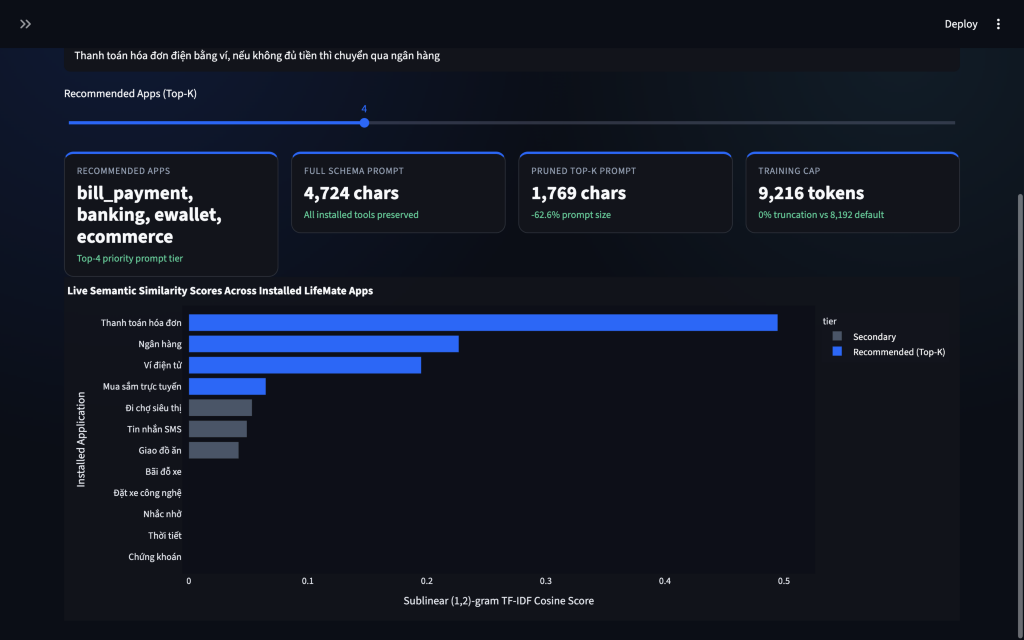 Deploy
Thanh toán hóa đơn điện bằng ví, nếu không đủ tiền thì chuyển qua ngân hàng
Recommended Apps (Top-K)
4
RECOMMENDED APPS
bill_payment,
banking, ewallet,
ecommerce
Top-4 priority prompt tier
FULL SCHEMA PROMPT
4,724 chars
All installed tools preserved
PRUNED TOP-K PROMPT
1,769 chars
-62.6% prompt size
TRAINING CAP
9,216 tokens
0% truncation vs 8,192 default
Live Semantic Similarity Scores Across Installed LifeMate Apps
Installed Application
Thanh toán hóa đơn
Ngân hàng
Ví điện tử
Mua sắm trực tuyến
Đi chợ siêu thị
Tin nhắn SMS
Giao đồ ăn
Bãi đỗ xe
Đặt xe công nghệ
Nhắc nhở
Thời tiết
Chứng khoán
0 0.1 0.2 0.3 0.4 0.5
Sublinear (1,2)-gram TF-IDF Cosine Score
tier
Secondary
Recommended (Top-K)